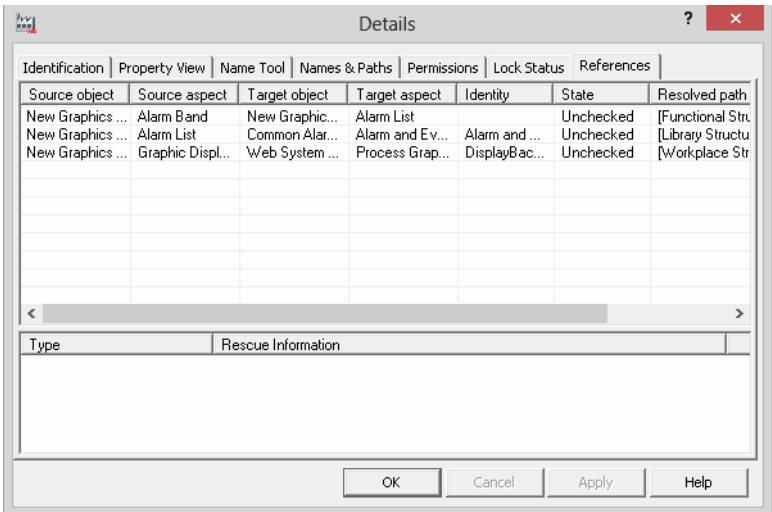 Details
?
Identification Property View Name Tool Names & Paths Permissions Lock Status References
Source object Source aspect Target object Target aspect Identity State Resolved path
New Graphics ... Alarm Band New Graphic... Alarm List Unchecked [Functional Stru
New Graphics ... Alarm List Common Alar... Alarm and Ev... Alarm and ... Unchecked [Library Structu
New Graphics ... Graphic Displ... Web System ... Process Grap... DisplayBac... Unchecked [Workplace Str
Type Rescue Information
OK Cancel Apply Help